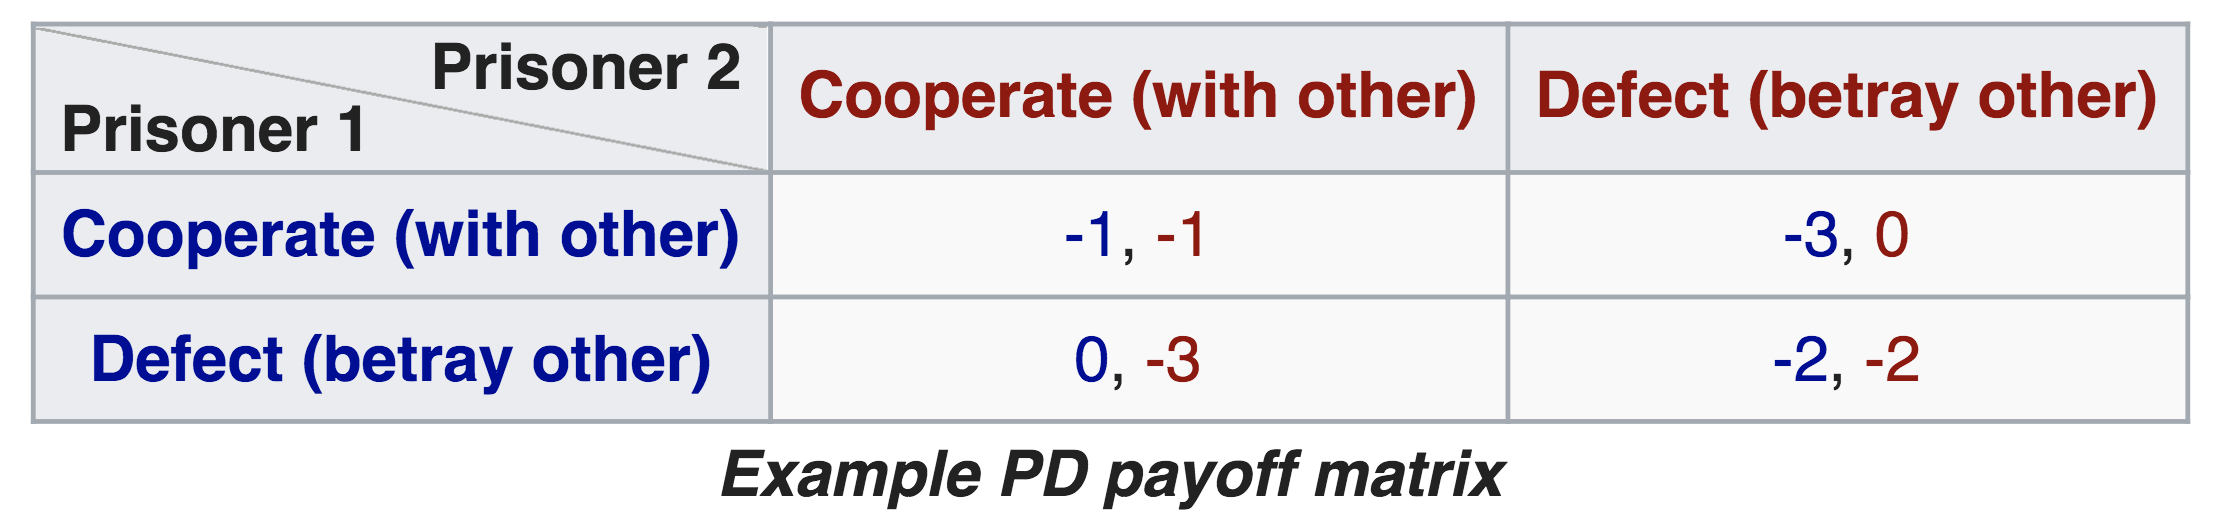 Prisoner 2
Prisoner 1
Cooperate (with other)
Defect (betray other)
Cooperate (with other)
-1, -1
-3, 0
Defect (betray other)
0, -3
-2, -2
Example PD payoff matrix